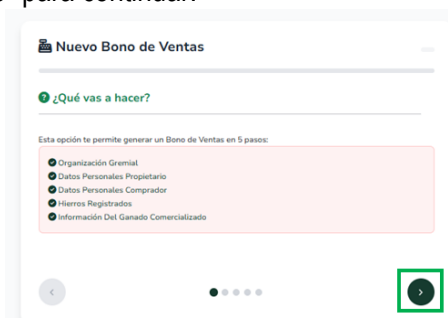 para continuar.
Nuevo Bono de Ventas
¿Qué vas a hacer?
Esta opción te permite generar un Bono de Ventas en 5 pasos:
Organización Gremial
Datos Personales Propietario
Datos Personales Comprador
Hierros Registrados
Información Del Ganado Comercializado